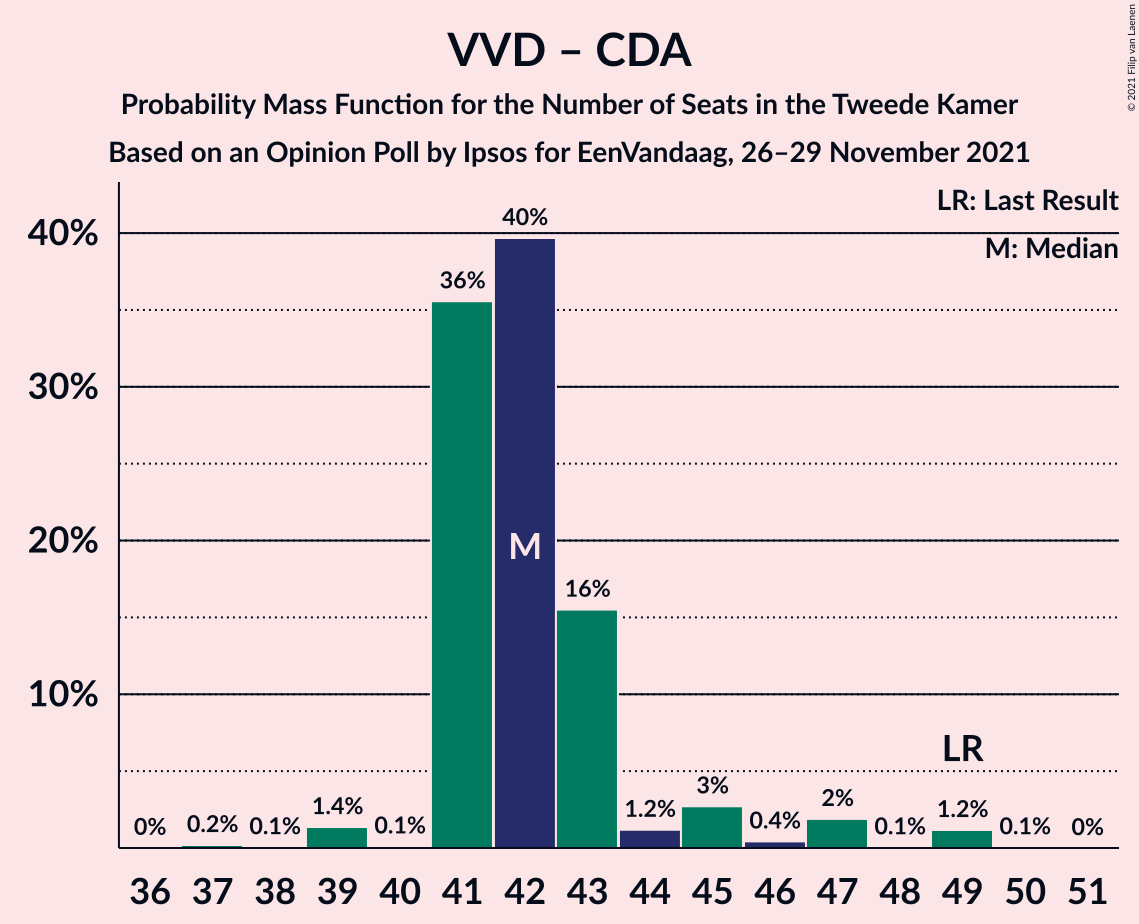 VVD – CDA
Probability Mass Function for the Number of Seats in the Tweede Kamer
Based on an Opinion Poll by Ipsos for EenVandaag, 26–29 November 2021
© 2021 Filip van Laenen
LR: Last Result
M: Median
40%
30%
20%
10%
0%
0.2%
0.1%
1.4%
0.1%
36%
40%
M
16%
1.2%
3%
0.4%
2%
0.1%
LR
1.2%
0.1%
0%
36 37 38 39 40 41 42 43 44 45 46 47 48 49 50 51